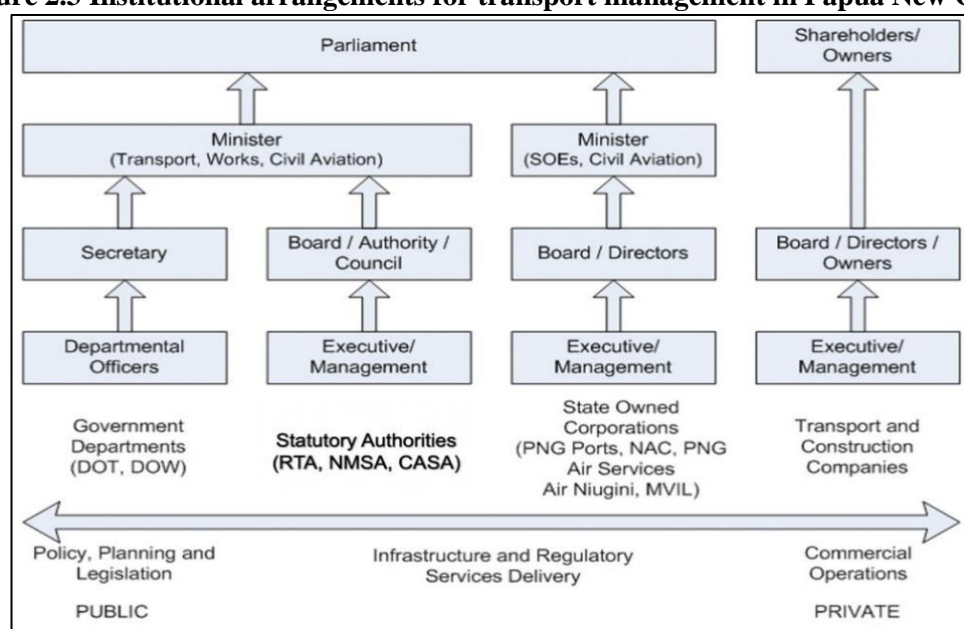 ure 2.3 Institutional arrangements for transport management in Papua New G
Parliament
Shareholders/
Owners
Minister
(Transport, Works, Civil Aviation)
Minister
(SOEs, Civil Aviation)
Secretary
Board / Authority /
Council
Board / Directors
Board / Directors /
Owners
Departmental
Officers
Executive/
Management
Executive/
Management
Executive/
Management
Government
Departments
(DOT, DOW)
Statutory Authorities
(RTA, NMSA, CASA)
State Owned
Corporations
(PNG Ports, NAC, PNG
Air Services
Air Niugini, MVIL)
Transport and
Construction
Companies
Policy, Planning and
Legislation
Infrastructure and Regulatory
Services Delivery
Commercial
Operations
PUBLIC
PRIVATE